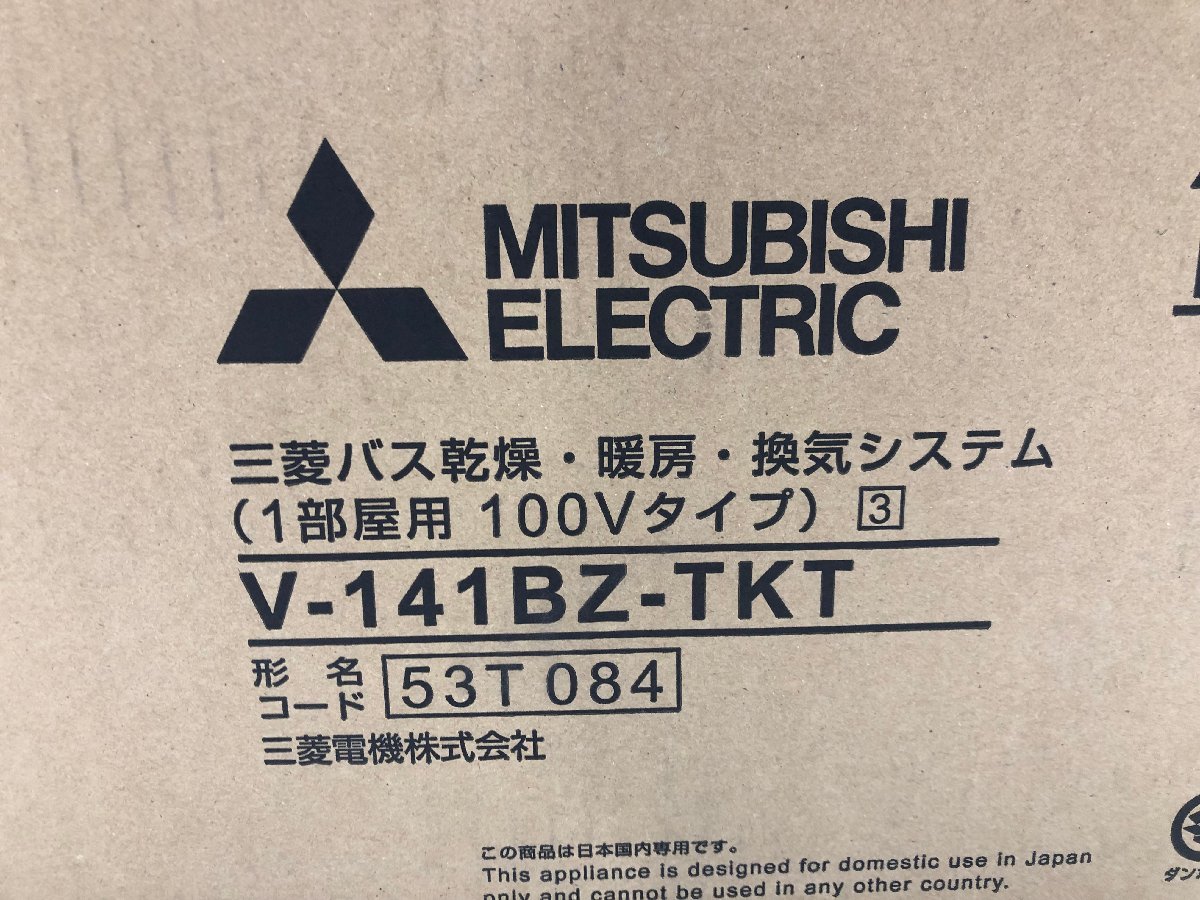 MITSUBISHI
ELECTRIC
三菱バス乾燥・暖房・換気システム
(1部屋用 100Vタイプ) 3
V-141BZ-TKT
形名
コード 53T 084
三菱電機株式会社
この商品は日本国内専用です。
This appliance is designed for domestic use in Japan
only and cannot be used in any other country.